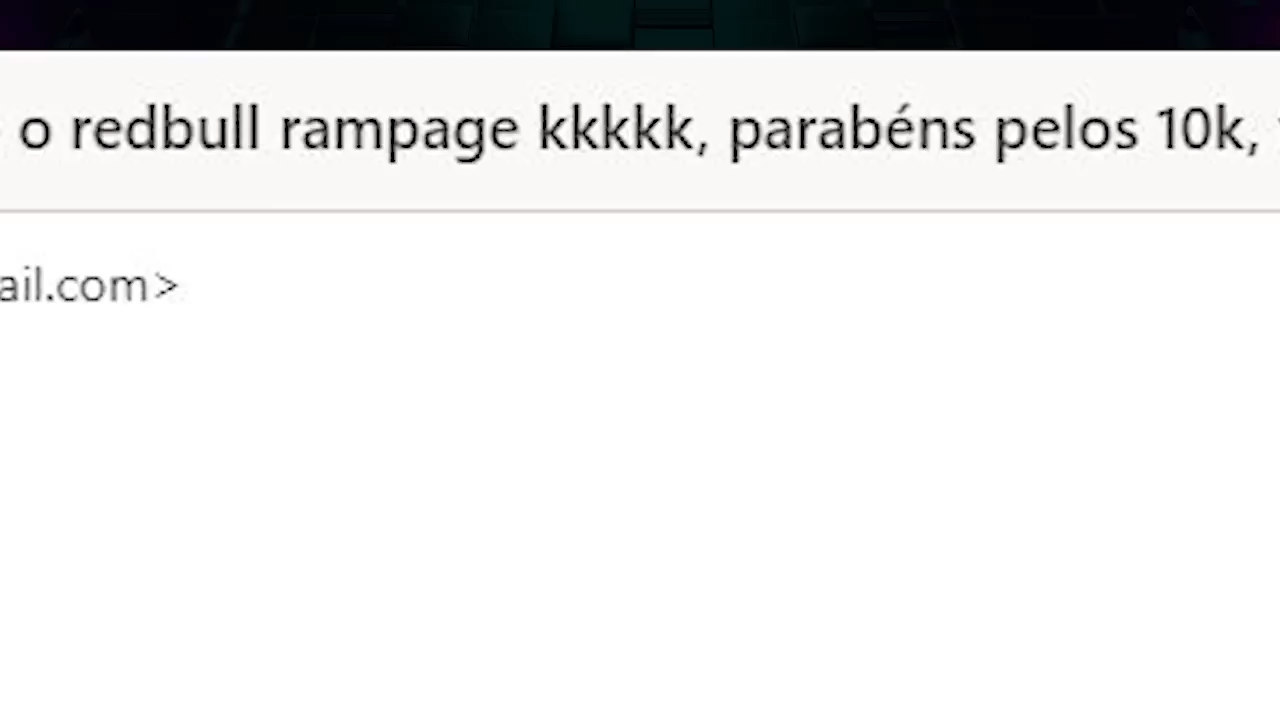 o redbull rampage kkkkk, parabéns pelos 10k,
ail.com>